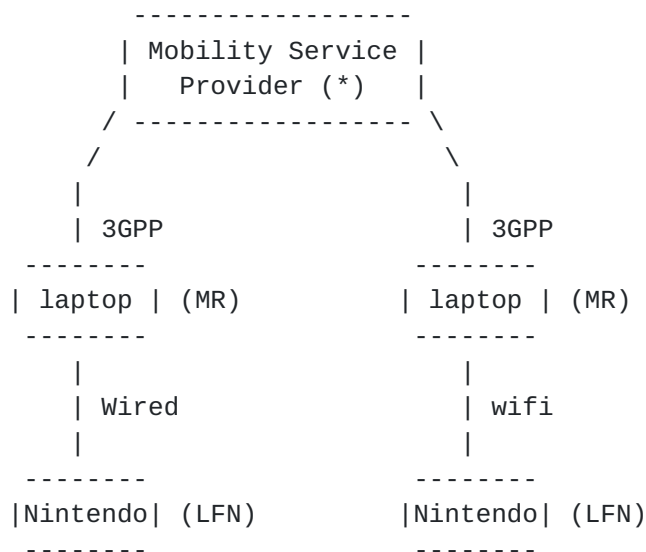 ------------------
| Mobility Service |
| Provider (*) |
/ ------------------ \
/ \
| |
| 3GPP | 3GPP
-------- --------
| laptop | (MR) | laptop | (MR)
-------- --------
| |
| Wired | wifi
| |
-------- --------
|Nintendo| (LFN) |Nintendo| (LFN)
-------- --------